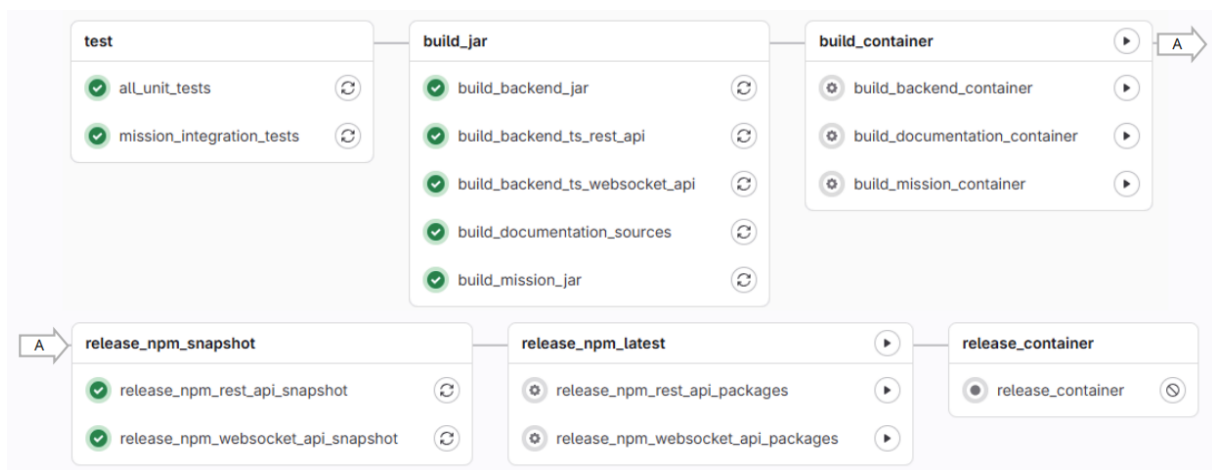 test
all_unit_tests
mission_integration_tests
build_jar
build_backend_jar
build_backend_ts_rest_api
build_backend_ts_websocket_api
build_documentation_sources
build_mission_jar
build_container
build_backend_container
build_documentation_container
build_mission_container
A
A
release_npm_snapshot
release_npm_rest_api_snapshot
release_npm_websocket_api_snapshot
release_npm_latest
release_npm_rest_api_packages
release_npm_websocket_api_packages
release_container
release_container